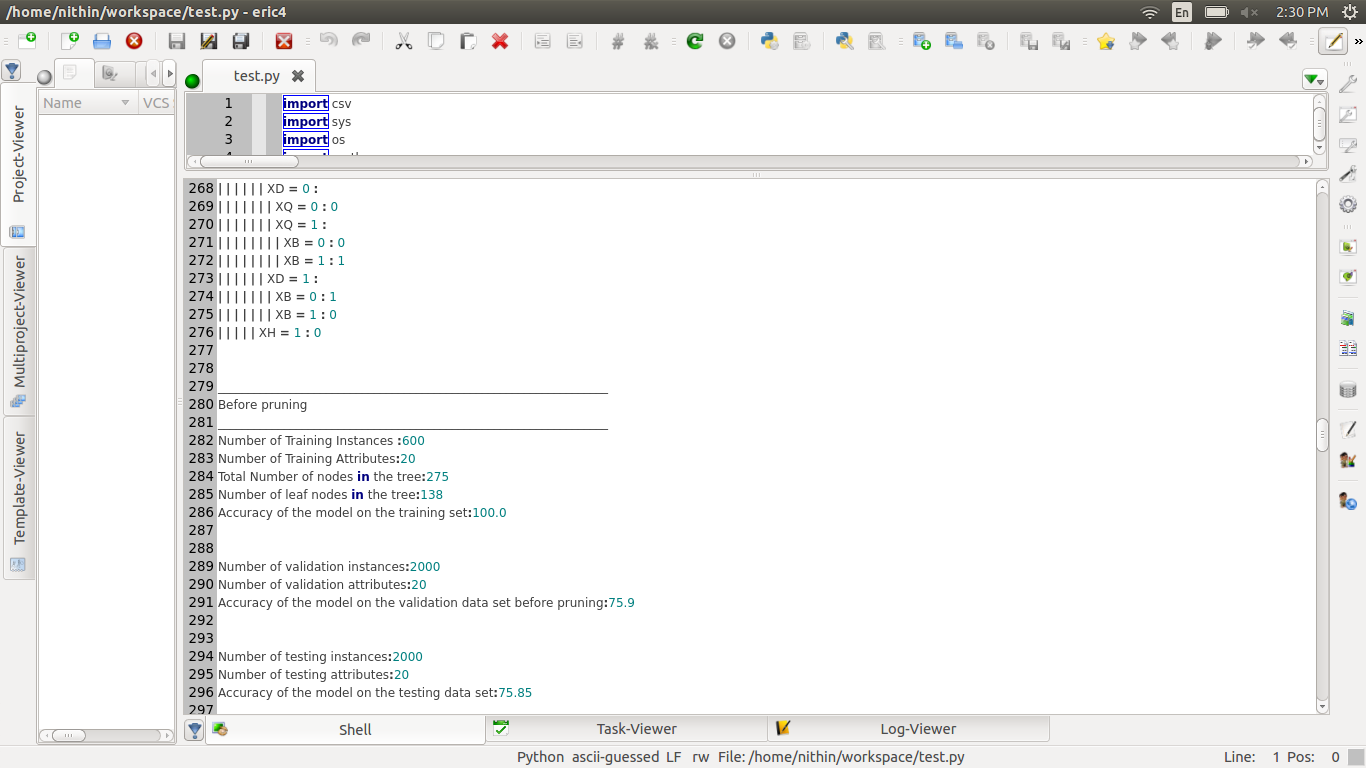 /home/nithin/workspace/test.py - eric4
En
2:30 PM
test.py
Name
VCS
Project-Viewer
Multiproject-Viewer
Template-Viewer
1 import csv
2 import sys
3 import os
268 | | | | | | XD = 0 :
269 | | | | | | | XQ = 0 : 0
270 | | | | | | | XQ = 1 :
271 | | | | | | | | XB = 0 : 0
272 | | | | | | | | XB = 1 : 1
273 | | | | | | XD = 1 :
274 | | | | | | | XB = 0 : 1
275 | | | | | | | XB = 1 : 0
276 | | | | | XH = 1 : 0
277
278
279
280 Before pruning
281
282 Number of Training Instances :600
283 Number of Training Attributes:20
284 Total Number of nodes in the tree:275
285 Number of leaf nodes in the tree:138
286 Accuracy of the model on the training set:100.0
287
288
289 Number of validation instances:2000
290 Number of validation attributes:20
291 Accuracy of the model on the validation data set before pruning:75.9
292
293
294 Number of testing instances:2000
295 Number of testing attributes:20
296 Accuracy of the model on the testing data set:75.85
297
Shell
Task-Viewer
Log-Viewer
Python ascii-guessed LF rw File: /home/nithin/workspace/test.py Line: 1 Pos: 0